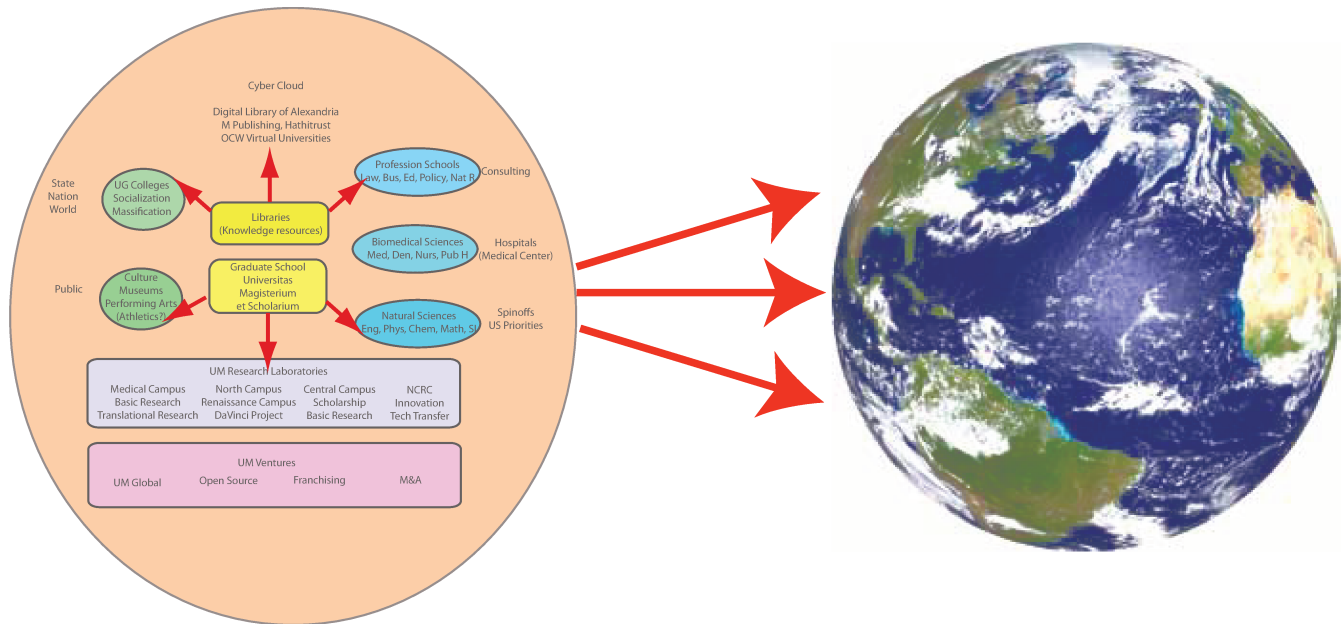 Cyber Cloud
Digital Library of Alexandria
M Publishing, Hathitrust
OCW Virtual Universities
State
Nation
World
UG Colleges
Socialization
Massification
Profession Schools
Law, Bus, Ed, Policy, Nat R
Consulting
Libraries
(Knowledge resources)
Biomedical Sciences
Med, Den, Nurs, Pub H
Hospitals
(Medical Center)
Graduate School
Universitas
Magisterium
et Scholarium
Public
Culture
Museums
Performing Arts
(Athletics?)
Natural Sciences
Eng, Phys, Chem, Math, SI
Spinoffs
US Priorities
UM Research Laboratories
Medical Campus
Basic Research
Translational Research
North Campus
Renaissance Campus
DaVinci Project
Central Campus
Scholarship
Basic Research
NCRC
Innovation
Tech Transfer
UM Ventures
UM Global
Open Source
Franchising
M&A